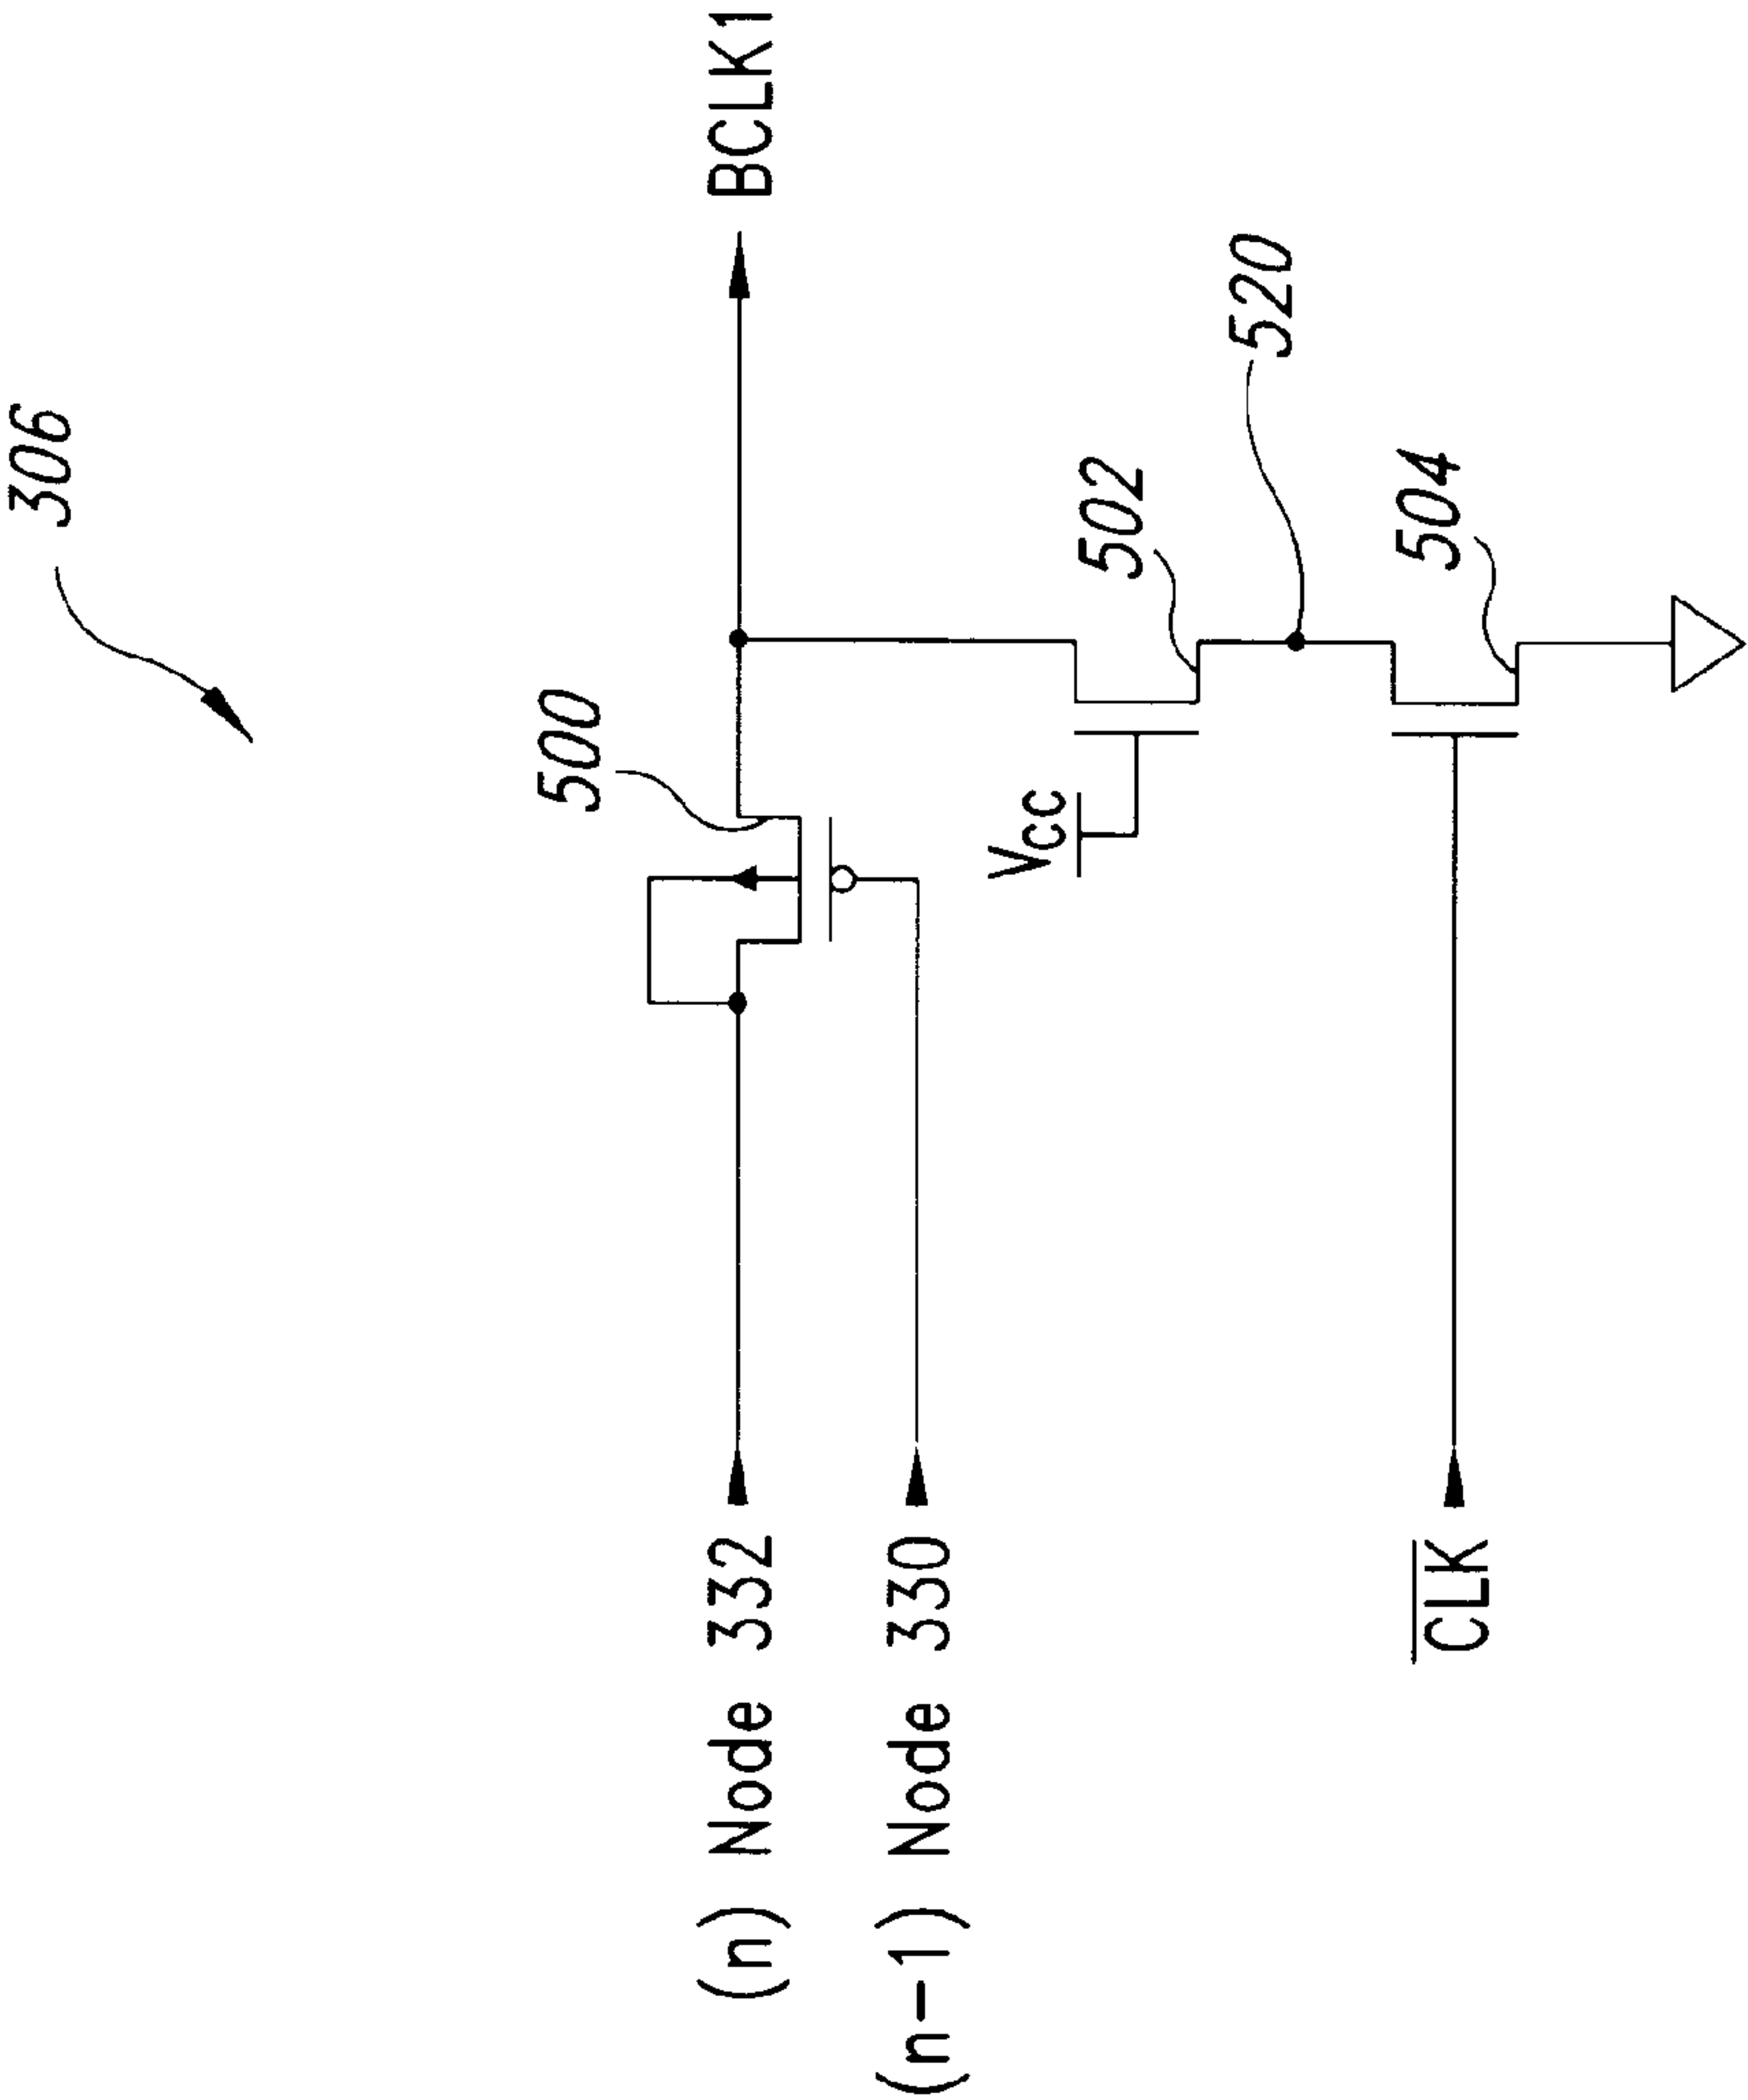 306
(n) Node 332
BCLK1
500
(n-1) Node 330
VCC
502
520
504
CLK